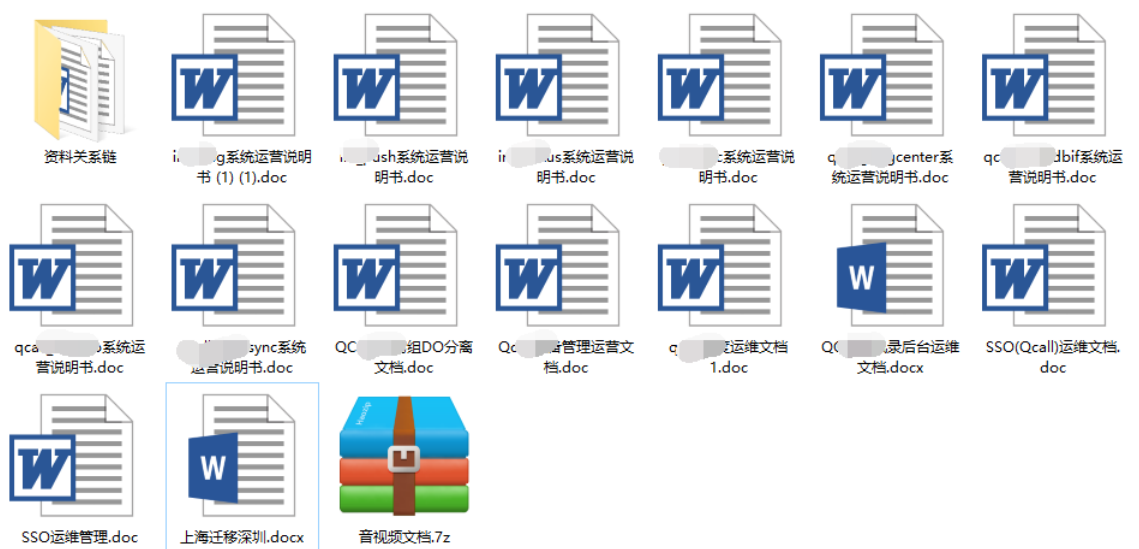 资料关系链
系统运营说明
书 (1) (1).doc
系统运营说
明书.doc
系统运营说
明书.doc
系统运营说
明书.doc
center系
统运营说明书.doc
dbif系统运
营说明书.doc
系统运
营说明书.doc
sync系统
运营说明书.doc
组DO分离
文档.doc
管理运营文
档.doc
运维文档
1.doc
录后台运维
文档.docx
SSO(Qcall)运维文档.
doc
SSO运维管理.doc
上海迁移深圳.docx
Haozip
音视频文档.7z